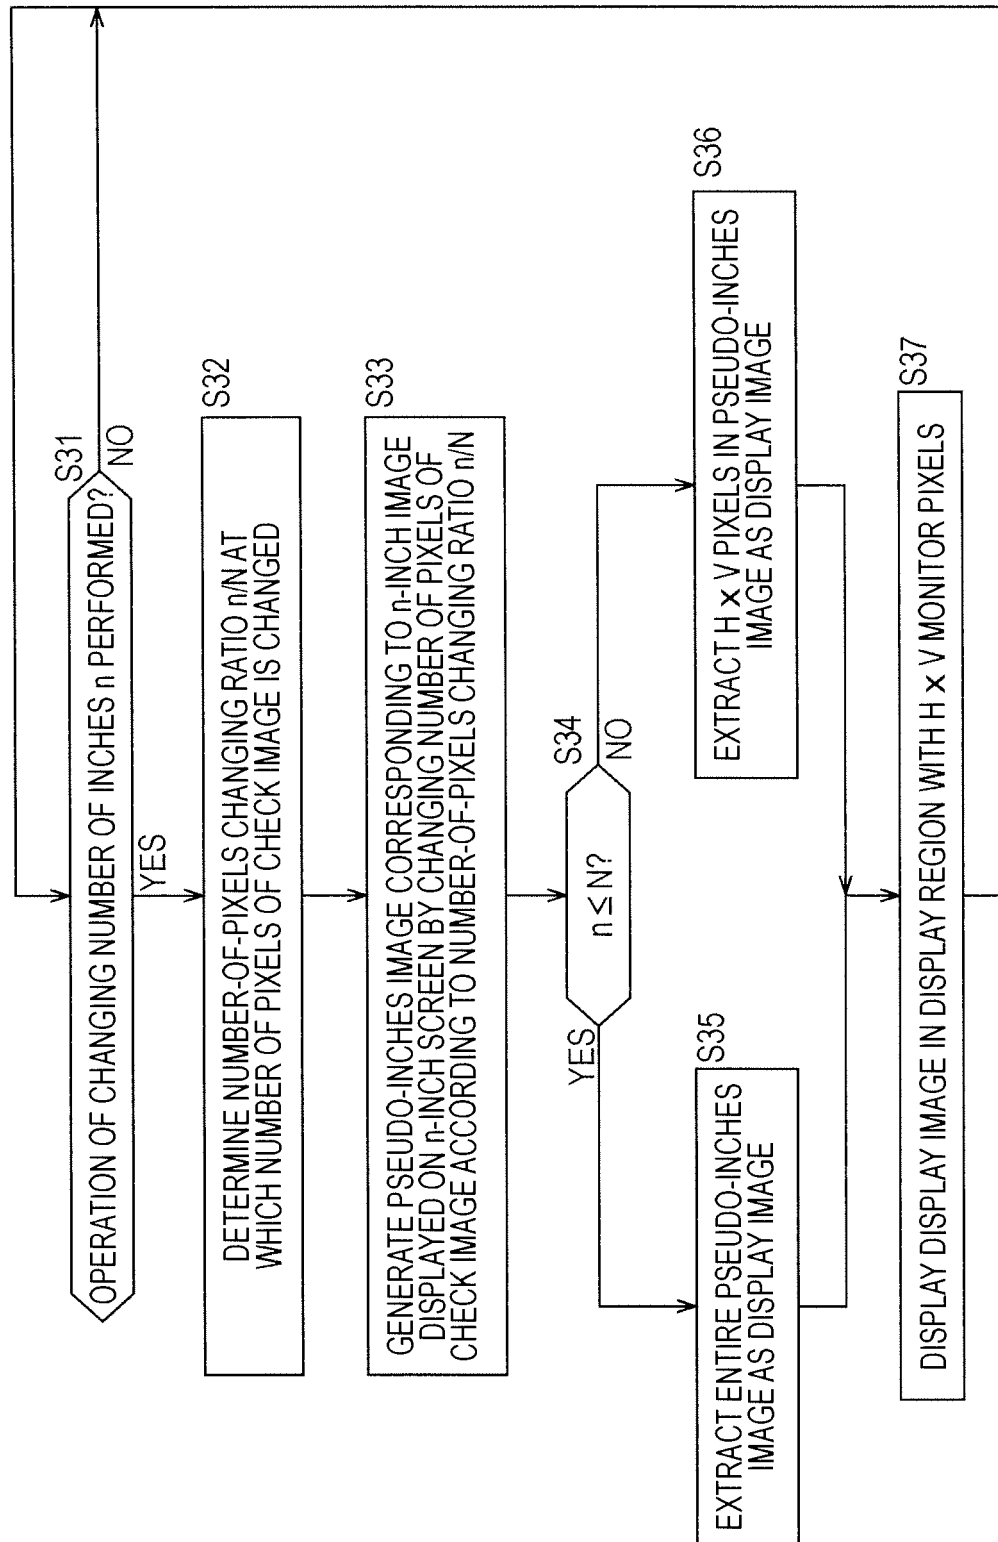 S31
OPERATION OF CHANGING NUMBER OF INCHES n PERFORMED?
NO
YES
S32
DETERMINE NUMBER-OF-PIXELS CHANGING RATIO n/N AT
WHICH NUMBER OF PIXELS OF CHECK IMAGE IS CHANGED
S33
GENERATE PSEUDO-INCHES IMAGE CORRESPONDING TO n-INCH IMAGE
DISPLAYED ON n-INCH SCREEN BY CHANGING NUMBER OF PIXELS OF
CHECK IMAGE ACCORDING TO NUMBER-OF-PIXELS CHANGING RATIO n/N
S34
n≤N?
YES
NO
S35
EXTRACT ENTIRE PSEUDO-INCHES
IMAGE AS DISPLAY IMAGE
S36
EXTRACT H x V PIXELS IN PSEUDO-INCHES
IMAGE AS DISPLAY IMAGE
S37
DISPLAY DISPLAY IMAGE IN DISPLAY REGION WITH H x V MONITOR PIXELS